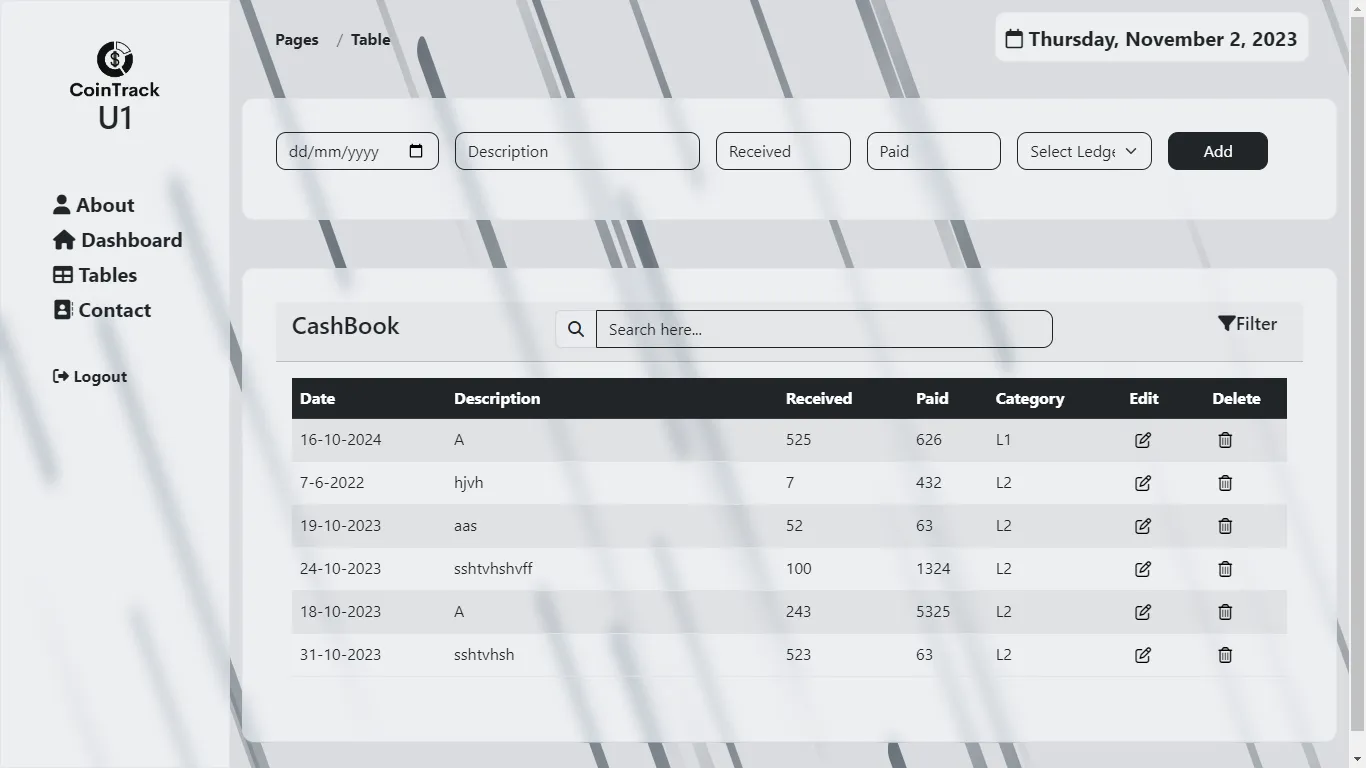 CoinTrack
U1
About
Dashboard
Tables
Contact
Logout
Pages / Table
Thursday, November 2, 2023
dd/mm/yyyy Description Received Paid Select Ledge Add
CashBook Search here... Filter
Date Description Received Paid Category Edit Delete
16-10-2024 A 525 626 L1
7-6-2022 hjvh 7 432 L2
19-10-2023 aas 52 63 L2
24-10-2023 sshtvhshvff 100 1324 L2
18-10-2023 A 243 5325 L2
31-10-2023 sshtvhsh 523 63 L2